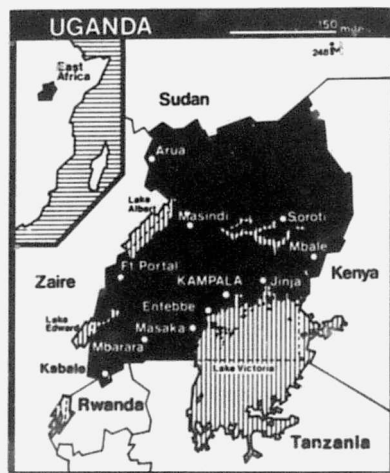 UGANDA
150 miles
East
Africa
Sudan
Arua
Lake
Albert
Masindi
Soroti
Mbale
Ft Portal
Zaire
KAMPALA
Jinja
Kenya
Entebbe
Lake
Edward
Masaka
Mbarara
Lake Victoria
Kabale
Rwanda
Tanzania